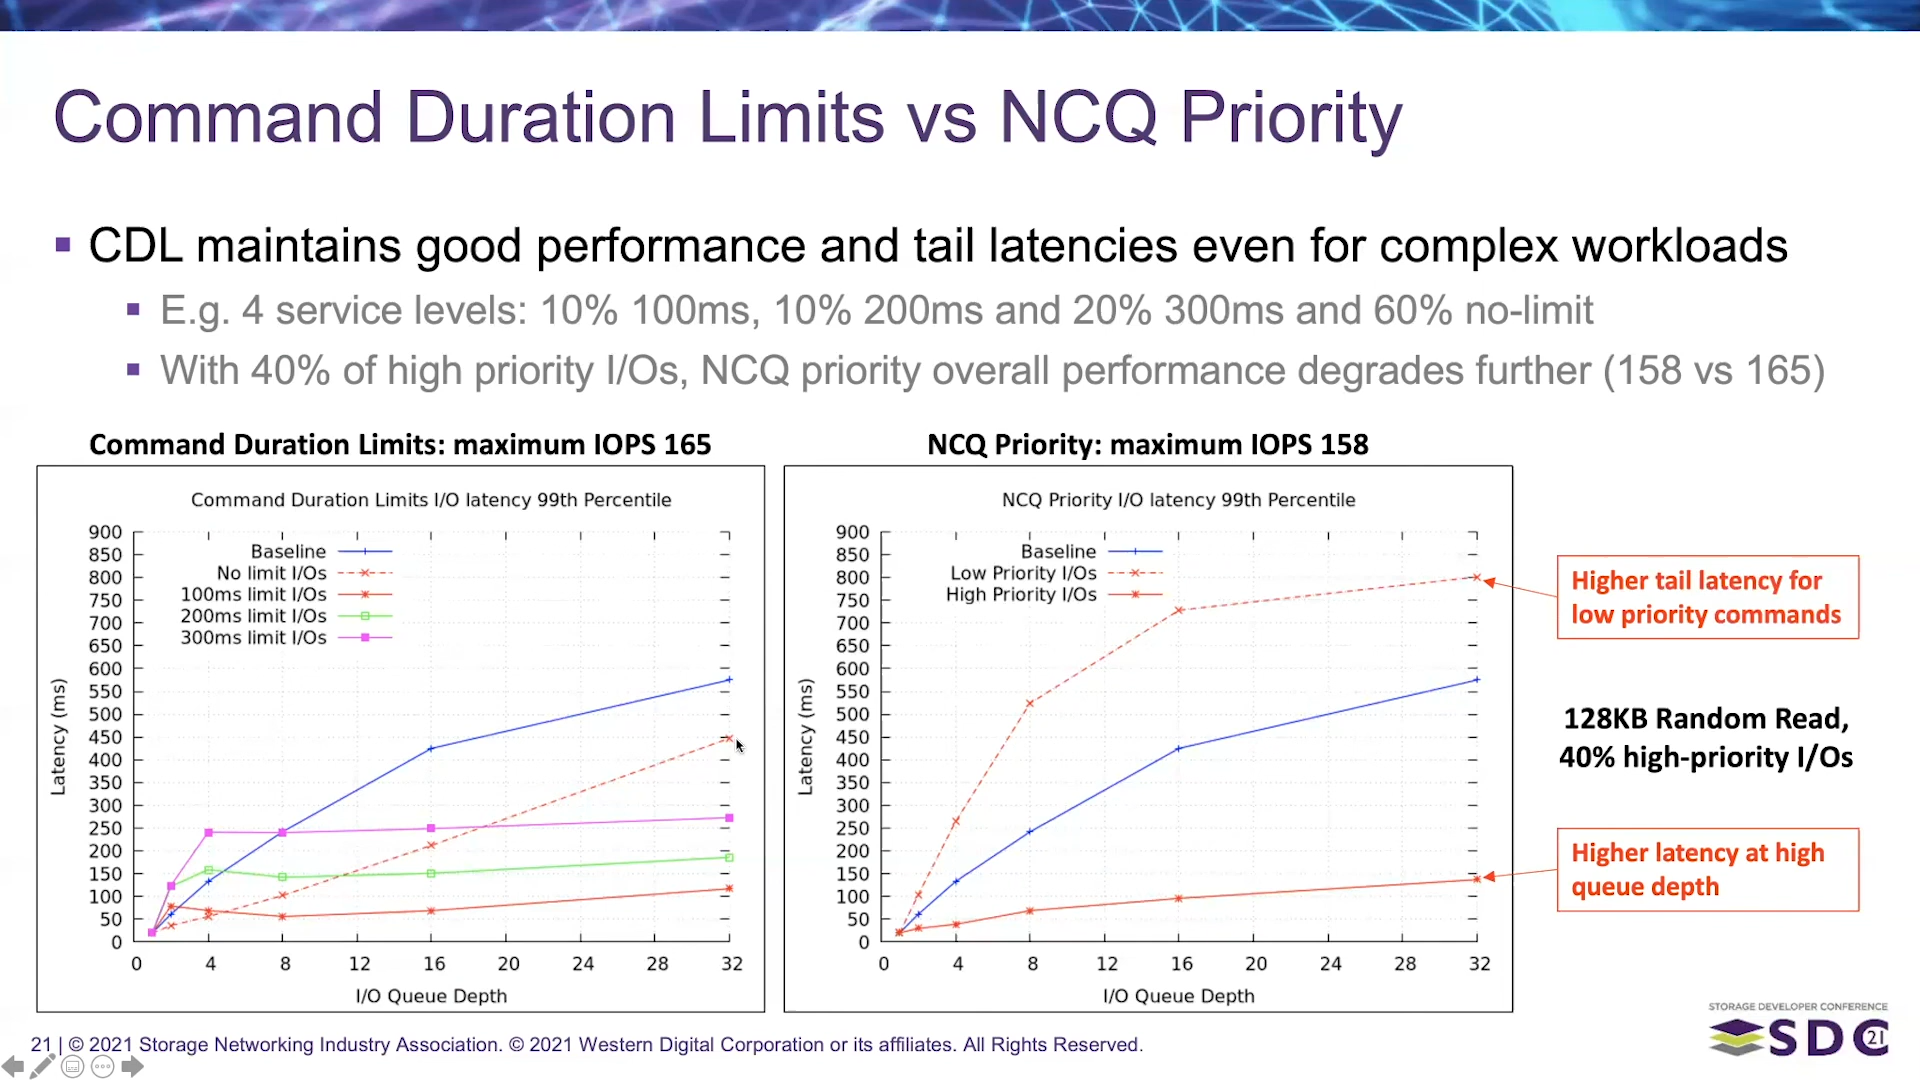 Command Duration Limits vs NCQ Priority
▪ CDL maintains good performance and tail latencies even for complex workloads
▪ E.g. 4 service levels: 10% 100ms, 10% 200ms and 20% 300ms and 60% no-limit
▪ With 40% of high priority I/Os, NCQ priority overall performance degrades further (158 vs 165)
Command Duration Limits: maximum IOPS 165
Command Duration Limits I/O latency 99th Percentile
Baseline
No limit I/Os
100ms limit I/Os
200ms limit I/Os
300ms limit I/Os
Latency (ms)
900
850
800
750
700
650
600
550
500
450
400
350
300
250
200
150
100
50
0
0 4 8 12 16 20 24 28 32
I/O Queue Depth
NCQ Priority: maximum IOPS 158
NCQ Priority I/O latency 99th Percentile
Baseline
Low Priority I/Os
High Priority I/Os
Latency (ms)
900
850
800
750
700
650
600
550
500
450
400
350
300
250
200
150
100
50
0
0 4 8 12 16 20 24 28 32
I/O Queue Depth
Higher tail latency for
low priority commands
128KB Random Read,
40% high-priority I/Os
Higher latency at high
queue depth
STORAGE DEVELOPER CONFERENCE
SDC 21
21 | © 2021 Storage Networking Industry Association. © 2021 Western Digital Corporation or its affiliates. All Rights Reserved.